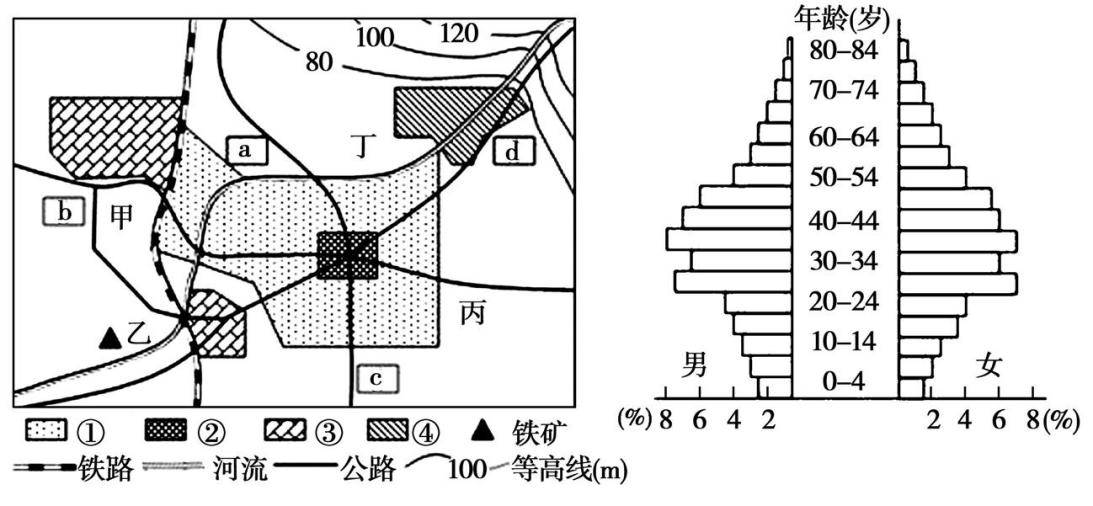 80
100
120
a
丁
d
b
甲
丙
乙
c
① ② ③ ④ 铁矿
铁路 河流 公路 100 等高线(m)
年龄(岁)
80–84
70–74
60–64
50–54
40–44
30–34
20–24
10–14
0–4
男
女
(%) 8 6 4 2 2 4 6 8(%)